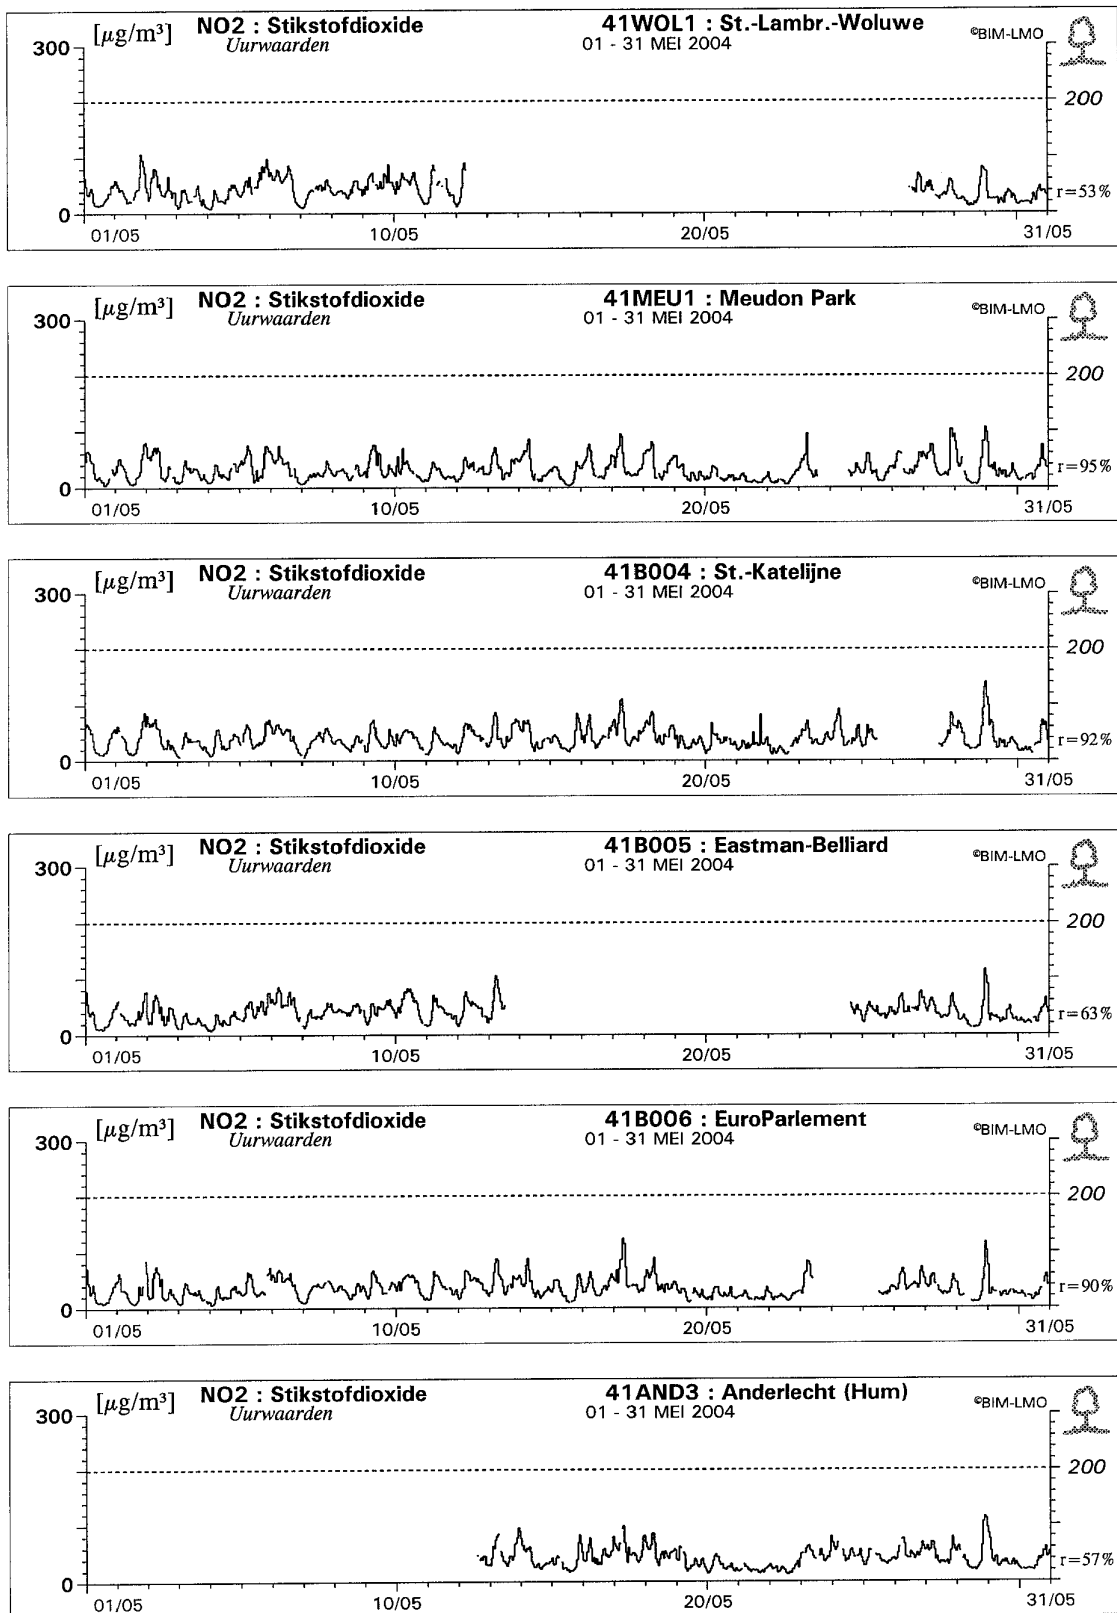 [μg/m³] NO2 : Stikstofdioxide 41WOL1 : St.-Lambr.-Woluwe ©BIM-LMO
300 Uurwaarden 01 - 31 MEI 2004
200
r=53%
0
01/05 10/05 20/05 31/05
[μg/m³] NO2 : Stikstofdioxide 41MEU1 : Meudon Park ©BIM-LMO
300 Uurwaarden 01 - 31 MEI 2004
200
r=95%
0
01/05 10/05 20/05 31/05
[μg/m³] NO2 : Stikstofdioxide 41B004 : St.-Katelijne ©BIM-LMO
300 Uurwaarden 01 - 31 MEI 2004
200
r=92%
0
01/05 10/05 20/05 31/05
[μg/m³] NO2 : Stikstofdioxide 41B005 : Eastman-Belliard ©BIM-LMO
300 Uurwaarden 01 - 31 MEI 2004
200
r=63%
0
01/05 10/05 20/05 31/05
[μg/m³] NO2 : Stikstofdioxide 41B006 : EuroParlement ©BIM-LMO
300 Uurwaarden 01 - 31 MEI 2004
200
r=90%
0
01/05 10/05 20/05 31/05
[μg/m³] NO2 : Stikstofdioxide 41AND3 : Anderlecht (Hum) ©BIM-LMO
300 Uurwaarden 01 - 31 MEI 2004
200
r=57%
0
01/05 10/05 20/05 31/05